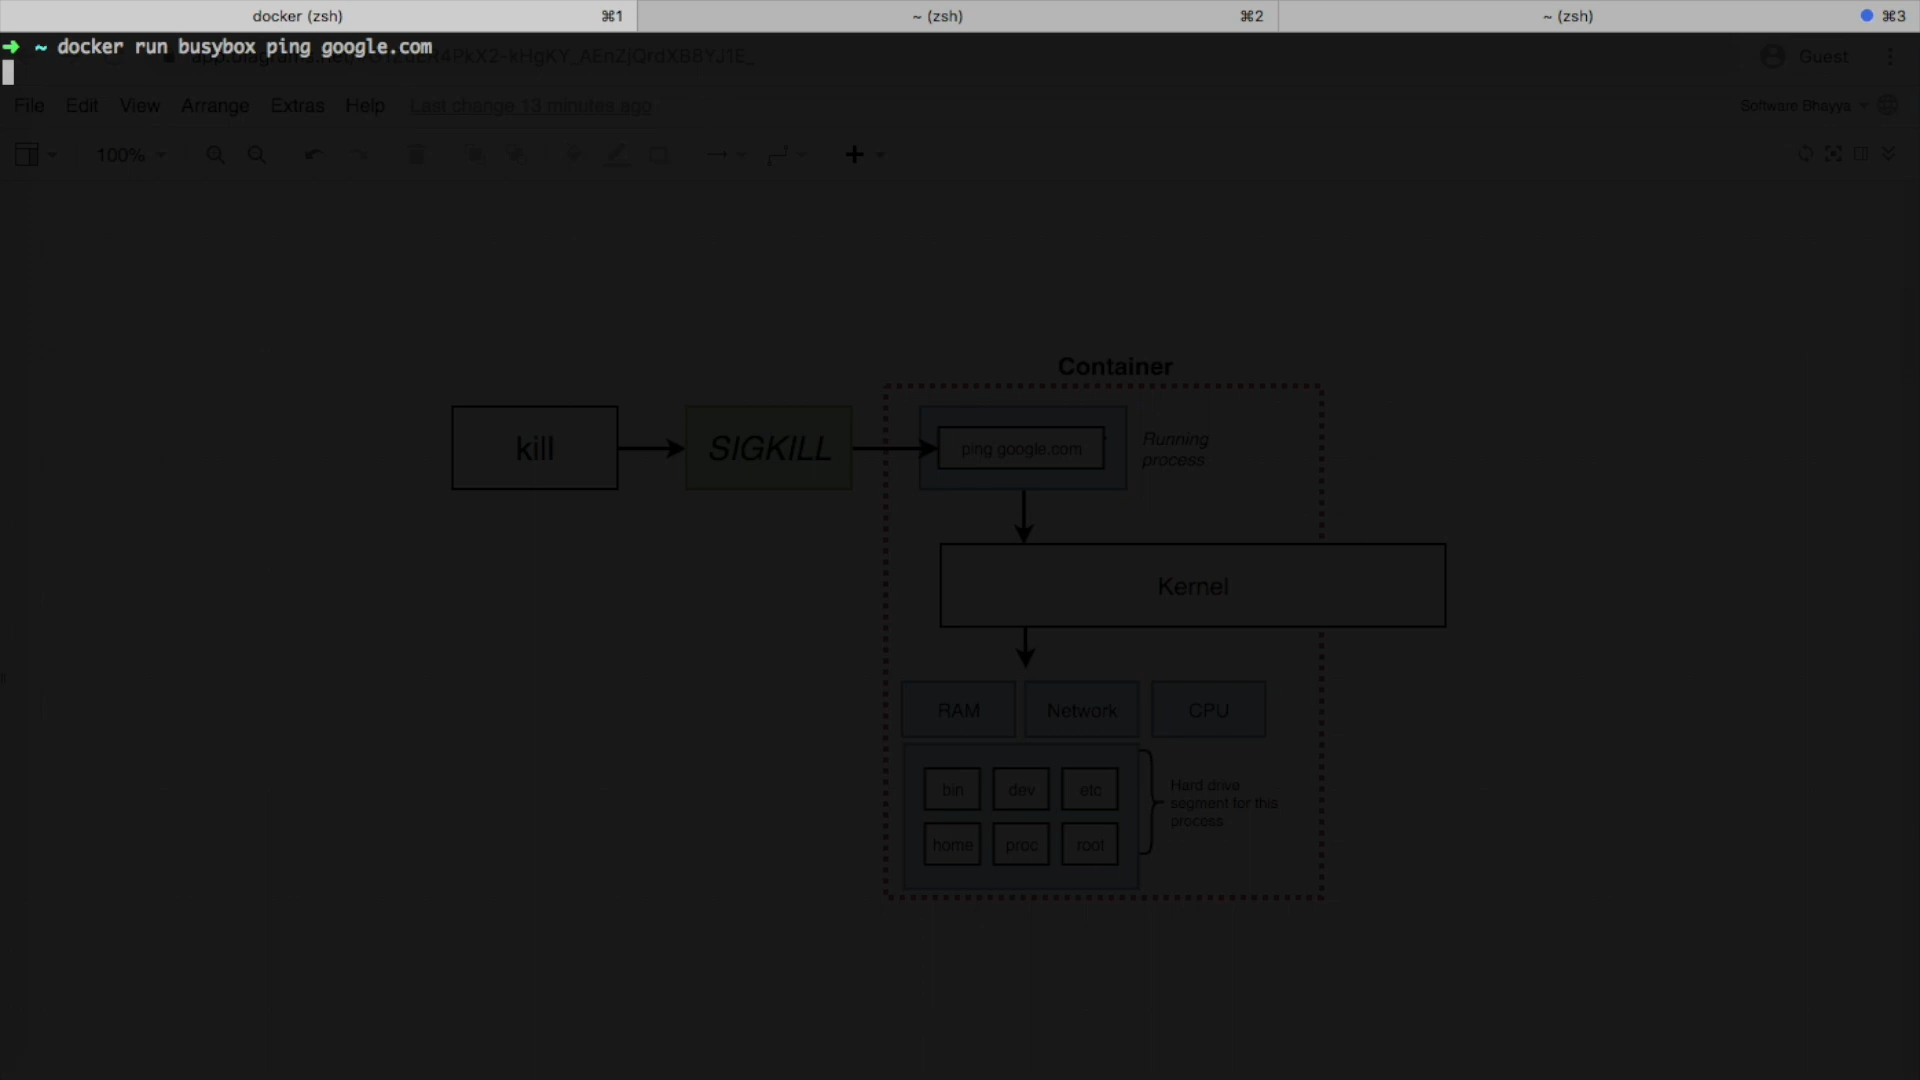 docker (zsh) ⌘1 ~ (zsh) ⌘2 ~ (zsh) ⌘3
➜ ~ docker run busybox ping google.com
Guest
File Edit View Arrange Extras Help Last change 13 minutes ago Software Bhayya
100%
Container
kill
SIGKILL
ping google.com
Running
process
Kernel
RAM Network CPU
bin dev etc
home proc root
Hard drive
segment for this
process